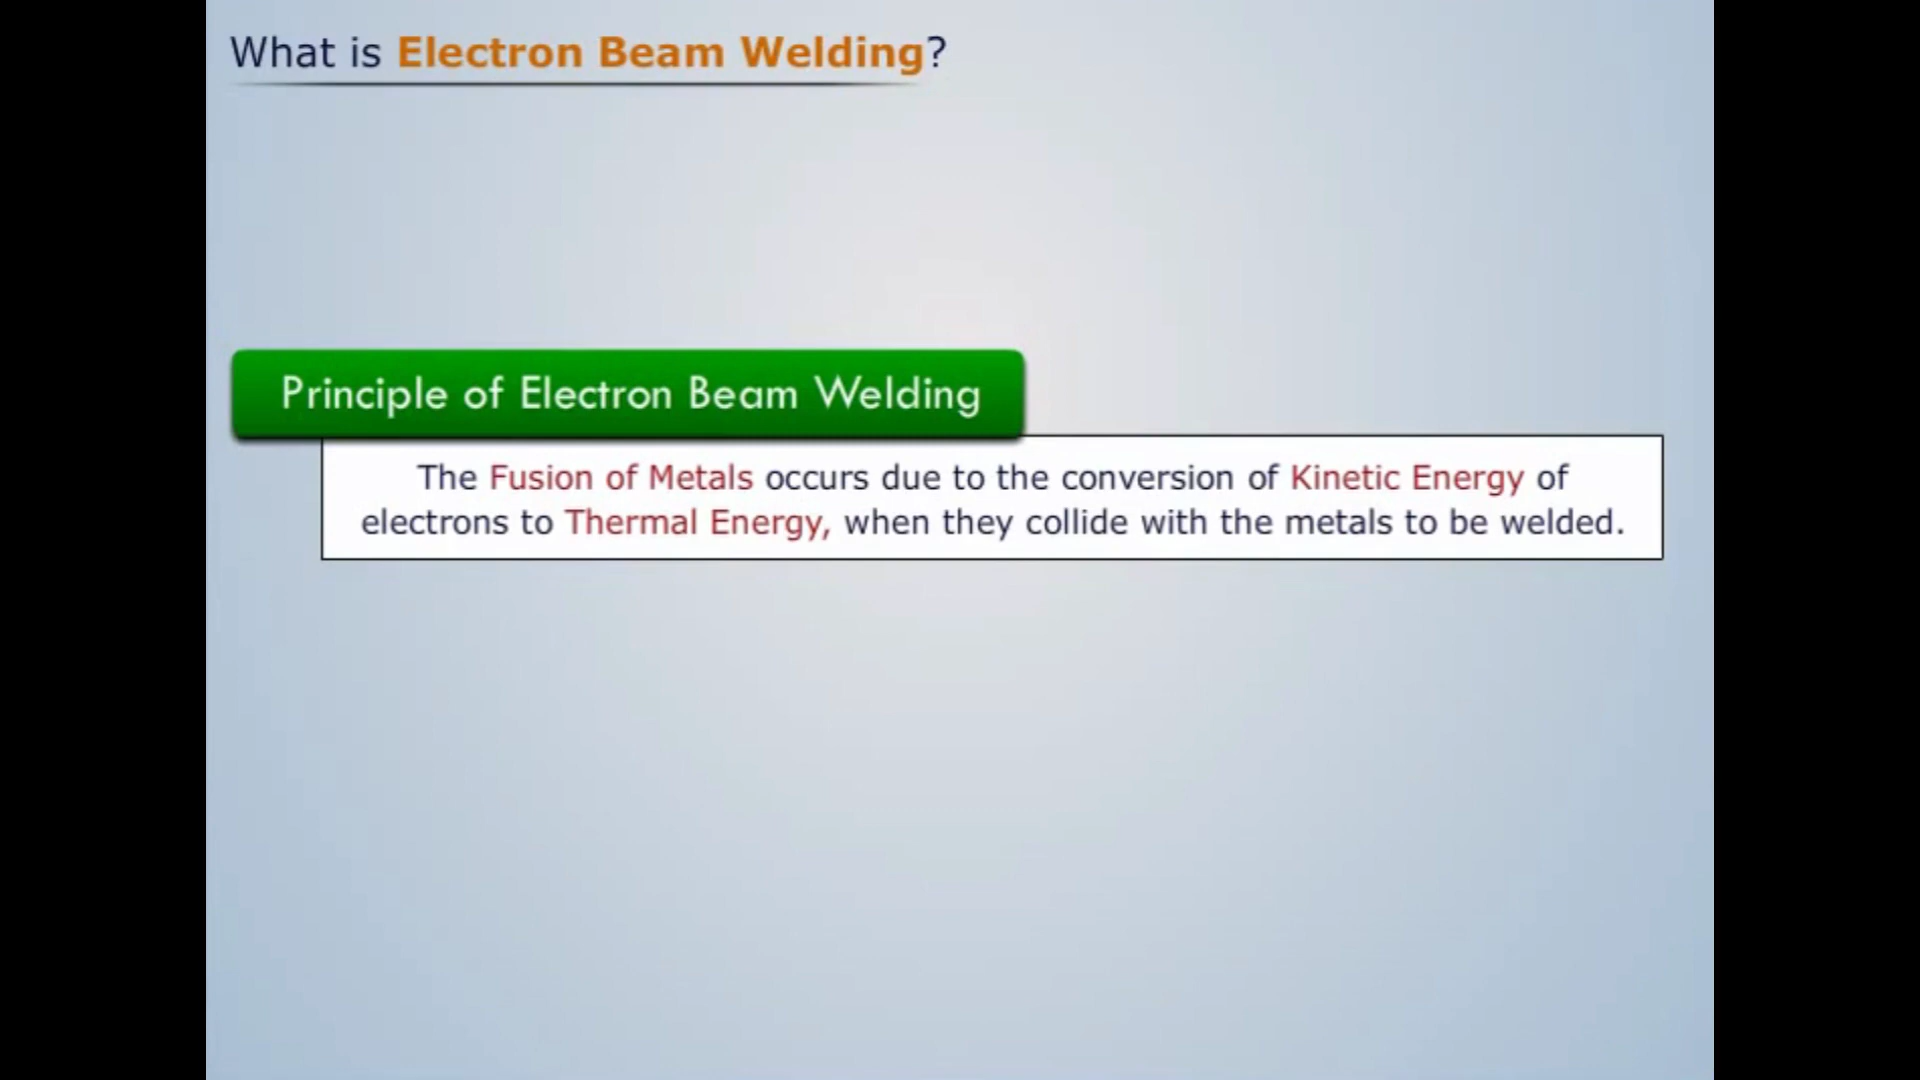 What is Electron Beam Welding?
Principle of Electron Beam Welding
The Fusion of Metals occurs due to the conversion of Kinetic Energy of
electrons to Thermal Energy, when they collide with the metals to be welded.